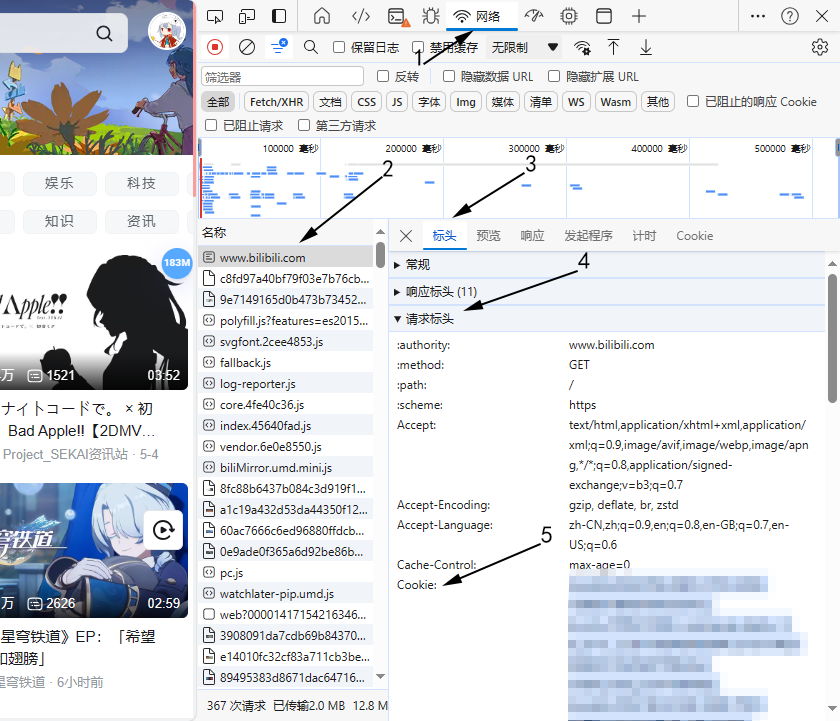 网络
保留日志
禁用缓存
无限制
1
筛选器
反转
隐藏数据 URL
隐藏扩展 URL
全部
Fetch/XHR
文档
CSS
JS
字体
Img
媒体
清单
WS
Wasm
其他
已阻止的响应 Cookie
已阻止请求
第三方请求
100000 毫秒
200000 毫秒
300000 毫秒
400000 毫秒
500000 毫秒
2
3
娱乐
科技
知识
资讯
183M
Apple!!
万
1521
03:52
ナイトコードで。 × 初
Bad Apple!!【2DMV...
Project_SEKAI资讯站 · 5-4
穹铁道
万
2626
02:59
星穹铁道》EP：「希望
和翅膀」
星穹铁道 · 6小时前
名称
www.bilibili.com
c8fd97a40bf79f03e7b76cb...
9e7149165d0b473b73452...
polyfill.js?features=es2015...
svgfont.2cee4853.js
fallback.js
log-reporter.js
core.4fe40c36.js
index.45640fad.js
vendor.6e0e8550.js
biliMirror.umd.mini.js
8fc88b6437b084c3d919f1...
a1c19a432d53da44350f12...
60ac7666c6ed96880ffdcb...
0e9ade0f365a6d92be86b...
pc.js
watchlater-pip.umd.js
web?00001417154216346...
3908091da7cdb69b84370...
e14010fc32cf83a711cb3be...
89495383d8671dac64716...
367 次请求
已传输2.0 MB
12.8 M
标头
预览
响应
发起程序
计时
Cookie
常规
4
响应标头 (11)
请求标头
:authority:
www.bilibili.com
:method:
GET
:path:
/
:scheme:
https
Accept:
text/html,application/xhtml+xml,application/
xml;q=0.9,image/avif,image/webp,image/apn
g,*/*;q=0.8,application/signed-
exchange;v=b3;q=0.7
Accept-Encoding:
gzip, deflate, br, zstd
Accept-Language:
zh-CN,zh;q=0.9,en;q=0.8,en-GB;q=0.7,en-
US;q=0.6
5
Cache-Control:
max-age=0
Cookie: